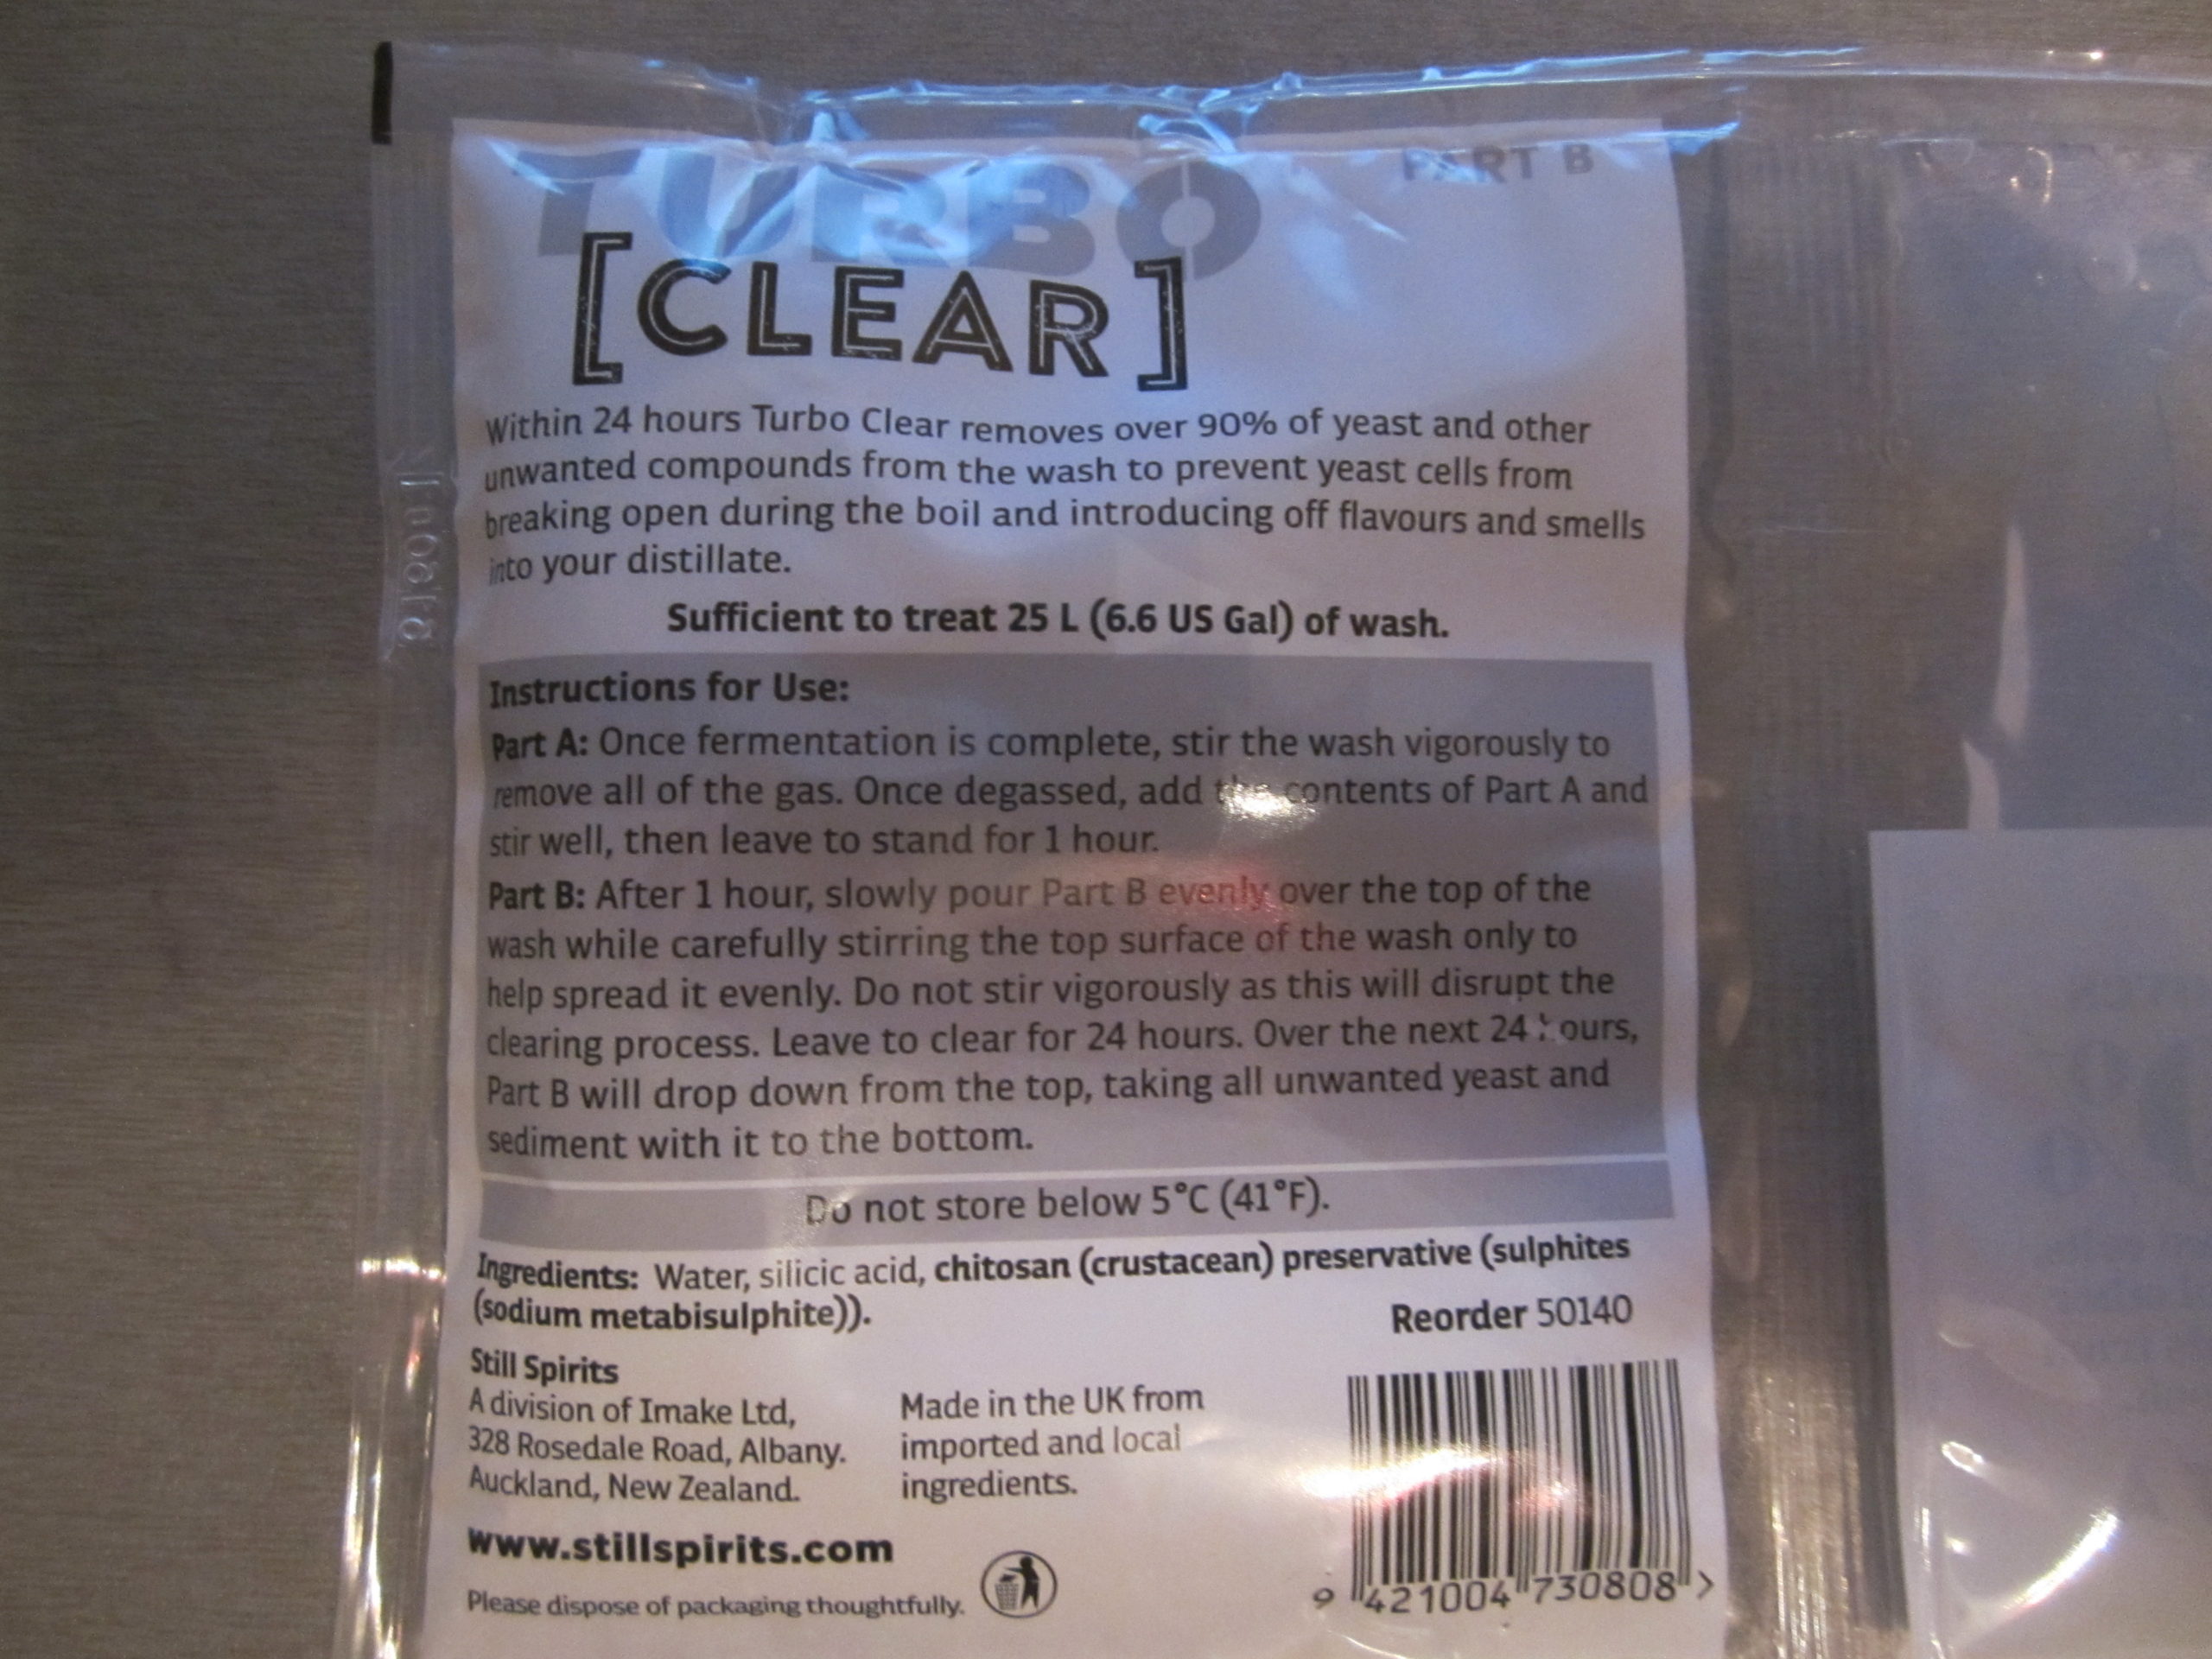 TURBO
PART B
[CLEAR]
Within 24 hours Turbo Clear removes over 90% of yeast and other
unwanted compounds from the wash to prevent yeast cells from
breaking open during the boil and introducing off flavours and smells
into your distillate.
Sufficient to treat 25 L (6.6 US Gal) of wash.
Instructions for Use:
Part A: Once fermentation is complete, stir the wash vigorously to
remove all of the gas. Once degassed, add the contents of Part A and
stir well, then leave to stand for 1 hour.
Part B: After 1 hour, slowly pour Part B evenly over the top of the
wash while carefully stirring the top surface of the wash only to
help spread it evenly. Do not stir vigorously as this will disrupt the
clearing process. Leave to clear for 24 hours. Over the next 24 hours,
Part B will drop down from the top, taking all unwanted yeast and
sediment with it to the bottom.
Do not store below 5°C (41°F).
Ingredients: Water, silicic acid, chitosan (crustacean) preservative (sulphites
(sodium metabisulphite)).
Reorder 50140
Still Spirits
A division of Imake Ltd,
328 Rosedale Road, Albany.
Auckland, New Zealand.
Made in the UK from
imported and local
ingredients.
www.stillspirits.com
Please dispose of packaging thoughtfully.
9 421004 730808 >